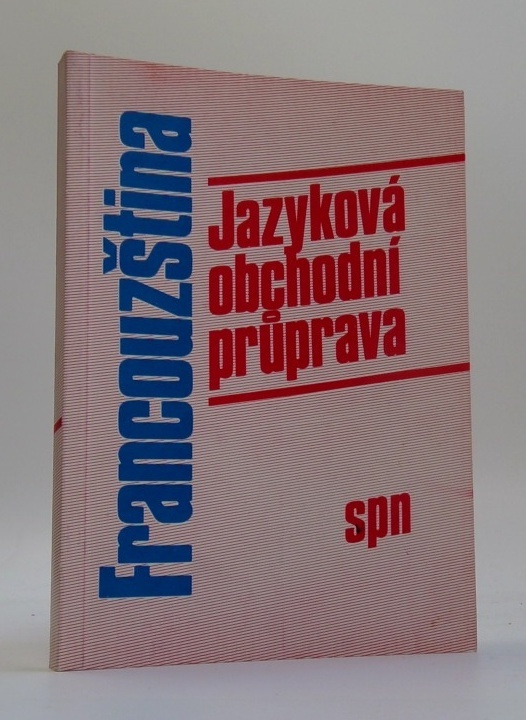 Francouzština
Jazyková
obchodní
průprava
spn